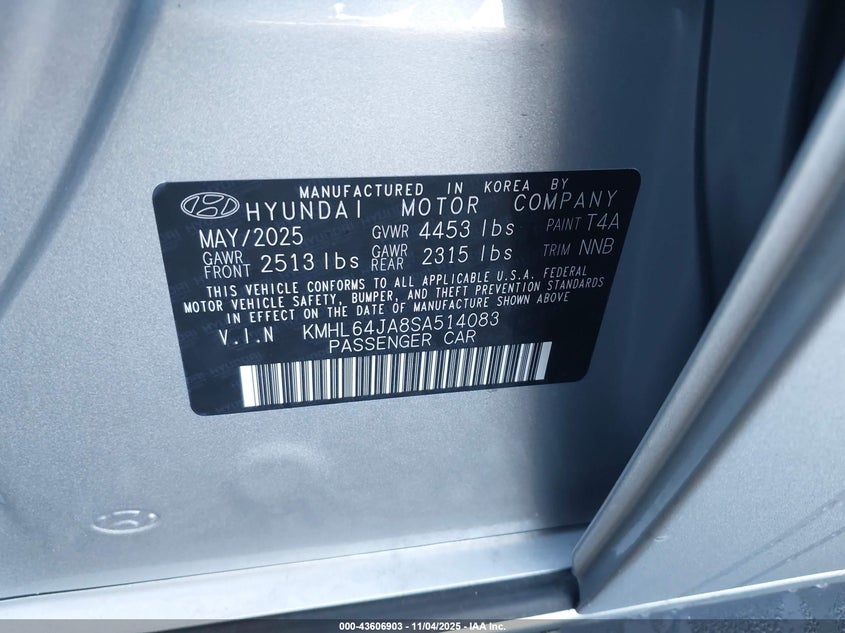 MANUFACTURED IN KOREA BY
HYUNDAI MOTOR COMPANY
MAY/2025 GVWR 4453 lbs PAINT T4A
GAWR FRONT 2513 lbs GAWR REAR 2315 lbs TRIM NNB
THIS VEHICLE CONFORMS TO ALL APPLICABLE U.S.A. FEDERAL
MOTOR VEHICLE SAFETY, BUMPER, AND THEFT PREVENTION STANDARDS
IN EFFECT ON THE DATE OF MANUFACTURE SHOWN ABOVE
V.I.N KMHL64JA8SA514083
PASSENGER CAR
000-43606903 - 11/04/2025 - IAA Inc.